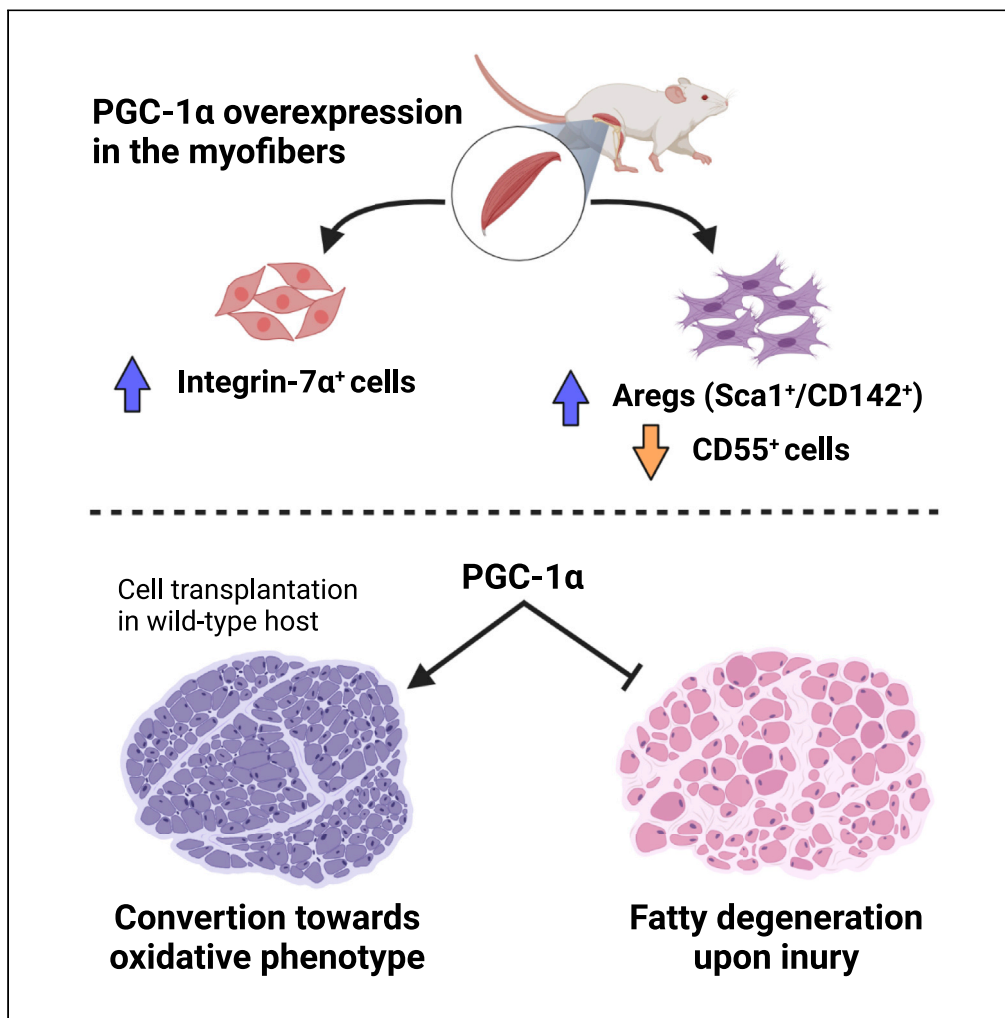 PGC-1α overexpression
in the myofibers
Integrin-7α⁺ cells
Aregs (Sca1⁺/CD142⁺)
CD55⁺ cells
PGC-1α
Cell transplantation
in wild-type host
Convertion towards
oxidative phenotype
Fatty degeneration
upon inury